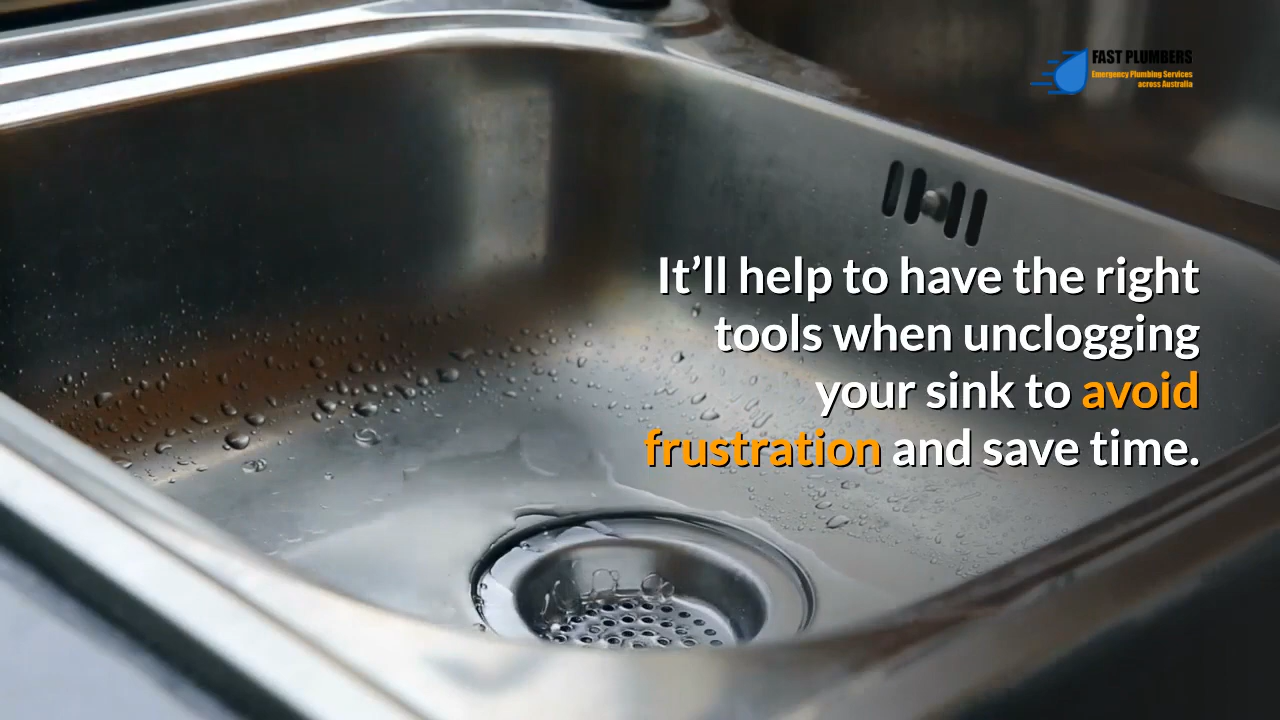 FAST PLUMBERS
Emergency Plumbing Services
across Australia
It’ll help to have the right
tools when unclogging
your sink to avoid
frustration and save time.